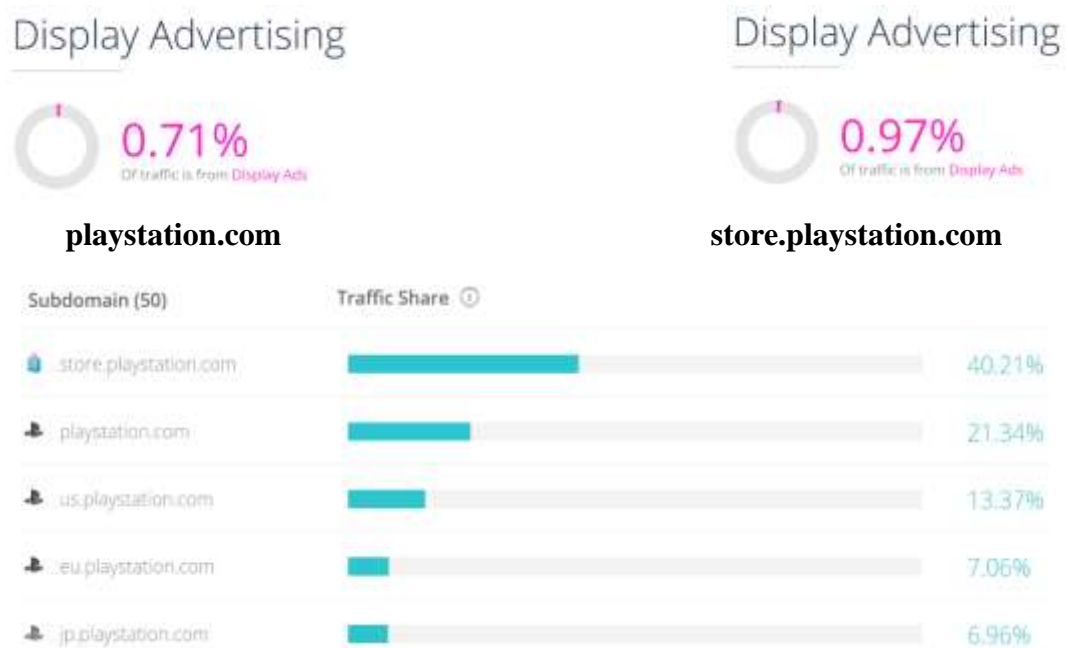 Display Advertising
Display Advertising
0.71%
Of traffic is from Display Ads
0.97%
Of traffic is from Display Ads
playstation.com
store.playstation.com
Subdomain (50)
Traffic Share
store.playstation.com
40.21%
playstation.com
21.34%
us.playstation.com
13.37%
eu.playstation.com
7.06%
jp.playstation.com
6.96%